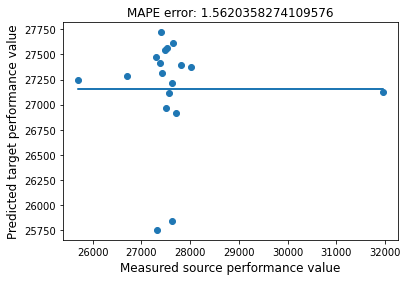 MAPE error: 1.5620358274109576
27750
27500
27250
27000
26750
26500
26250
26000
25750
Predicted target performance value
26000 27000 28000 29000 30000 31000 32000
Measured source performance value